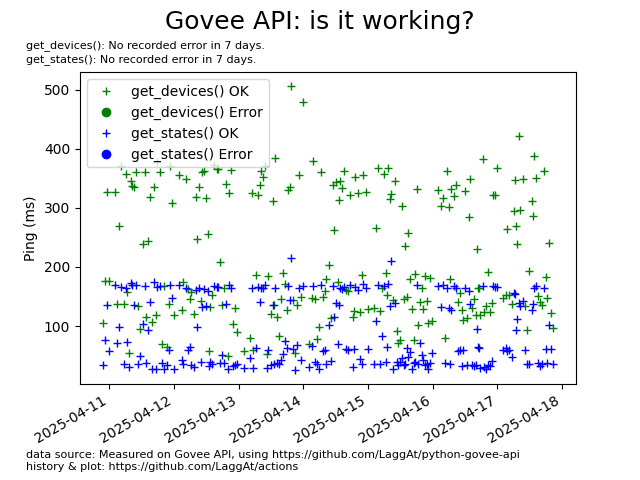 Govee API: is it working?
get_devices(): No recorded error in 7 days.
get_states(): No recorded error in 7 days.
get_devices() OK
get_devices() Error
get_states() OK
get_states() Error
Ping (ms)
500
400
300
200
100
2025-04-11
2025-04-12
2025-04-13
2025-04-14
2025-04-15
2025-04-16
2025-04-17
2025-04-18
data source: Measured on Govee API, using https://github.com/LaggAt/python-govee-api
history & plot: https://github.com/LaggAt/actions